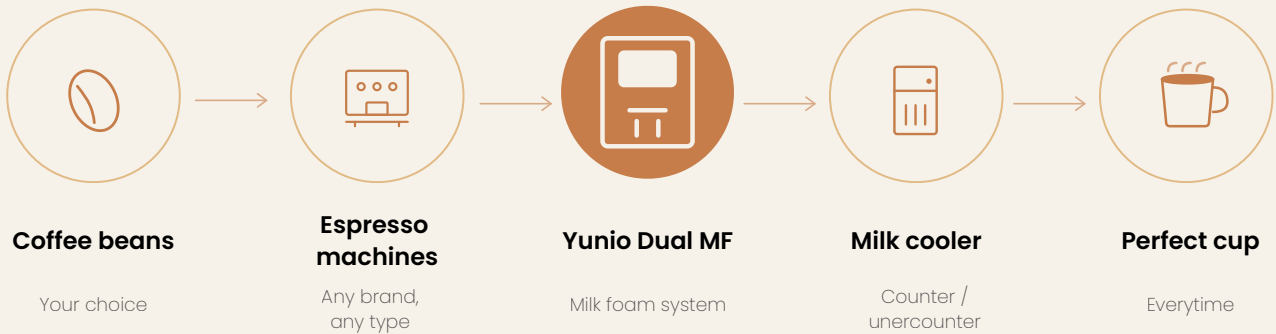 Coffee beans
Your choice
Espresso
machines
Any brand,
any type
Yunio Dual MF
Milk foam system
Milk cooler
Counter /
unercounter
Perfect cup
Everytime